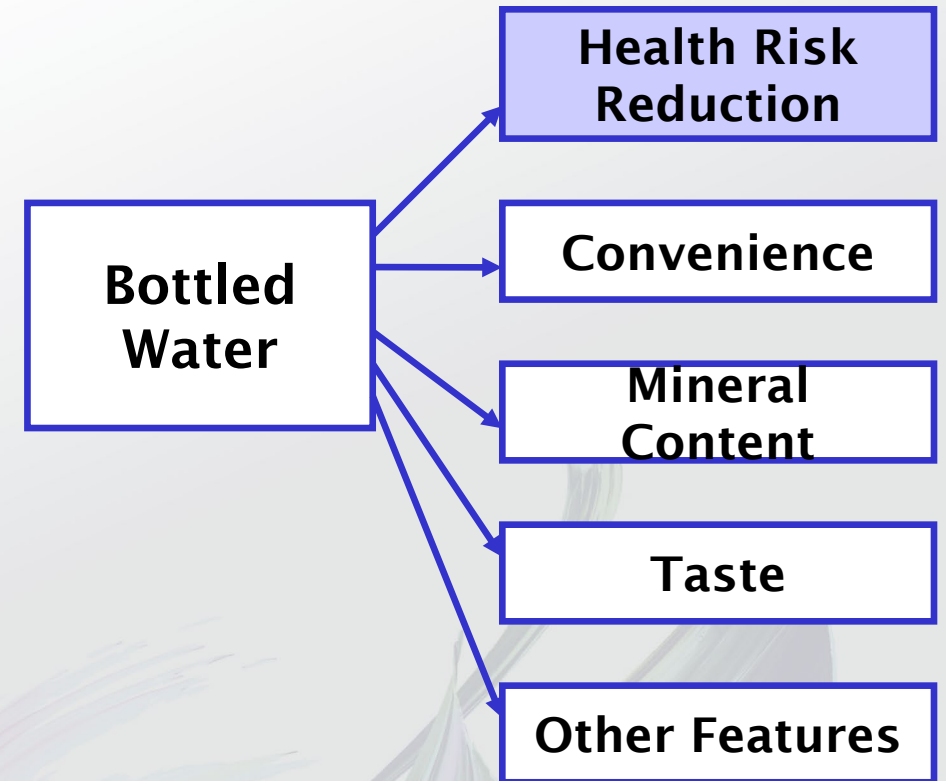 Health Risk
Reduction
Convenience
Bottled
Water
Mineral
Content
Taste
Other Features